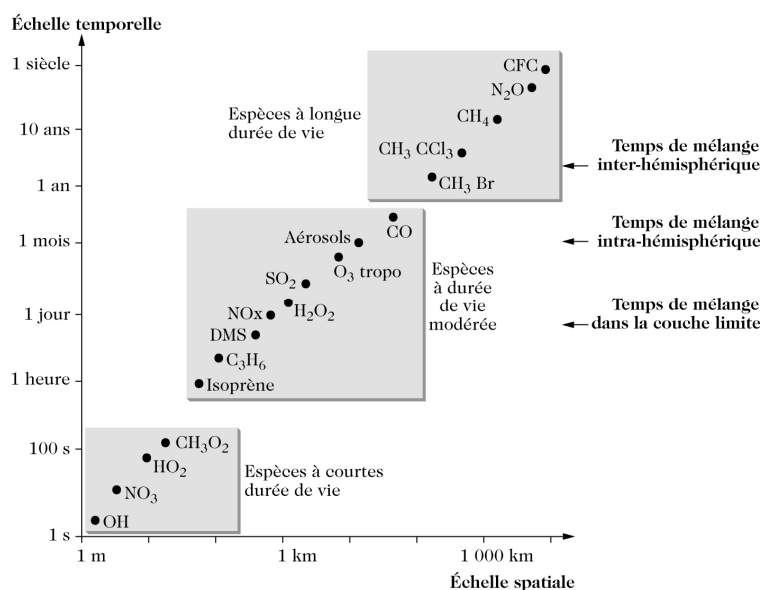 Échelle temporelle
1 siècle
CFC
N₂O
Espèces à longue
durée de vie
CH₄
10 ans
CH₃ CCl₃
Temps de mélange
inter-hémisphérique
1 an
CH₃ Br
CO
Temps de mélange
intra-hémisphérique
1 mois
Aérosols
O₃ tropo
Espèces
à durée
de vie
modérée
SO₂
H₂O₂
1 jour
NOx
Temps de mélange
dans la couche limite
DMS
C₃H₆
1 heure
Isoprène
100 s
CH₃O₂
HO₂
Espèces à courtes
durée de vie
NO₃
OH
1 s
1 m
1 km
1 000 km
Échelle spatiale